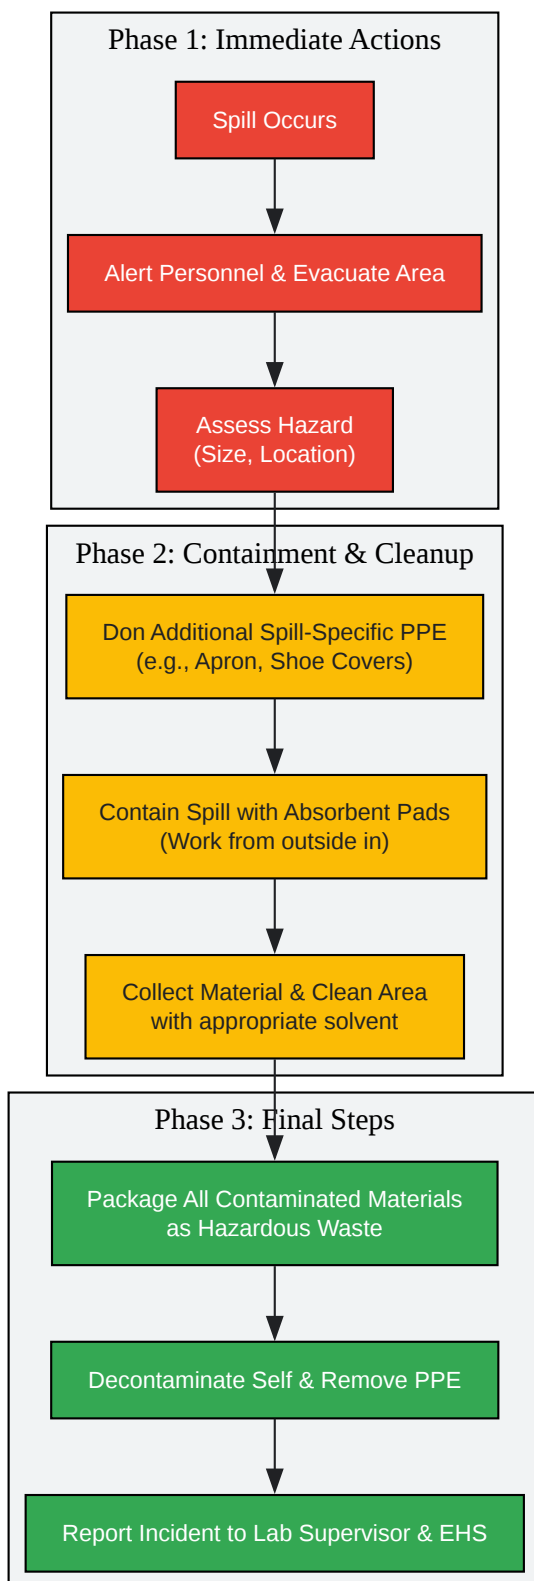 Phase 1: Immediate Actions
Spill Occurs
Alert Personnel & Evacuate Area
Assess Hazard
(Size, Location)
Phase 2: Containment & Cleanup
Don Additional Spill-Specific PPE
(e.g., Apron, Shoe Covers)
Contain Spill with Absorbent Pads
(Work from outside in)
Collect Material & Clean Area
with appropriate solvent
Phase 3: Final Steps
Package All Contaminated Materials
as Hazardous Waste
Decontaminate Self & Remove PPE
Report Incident to Lab Supervisor & EHS